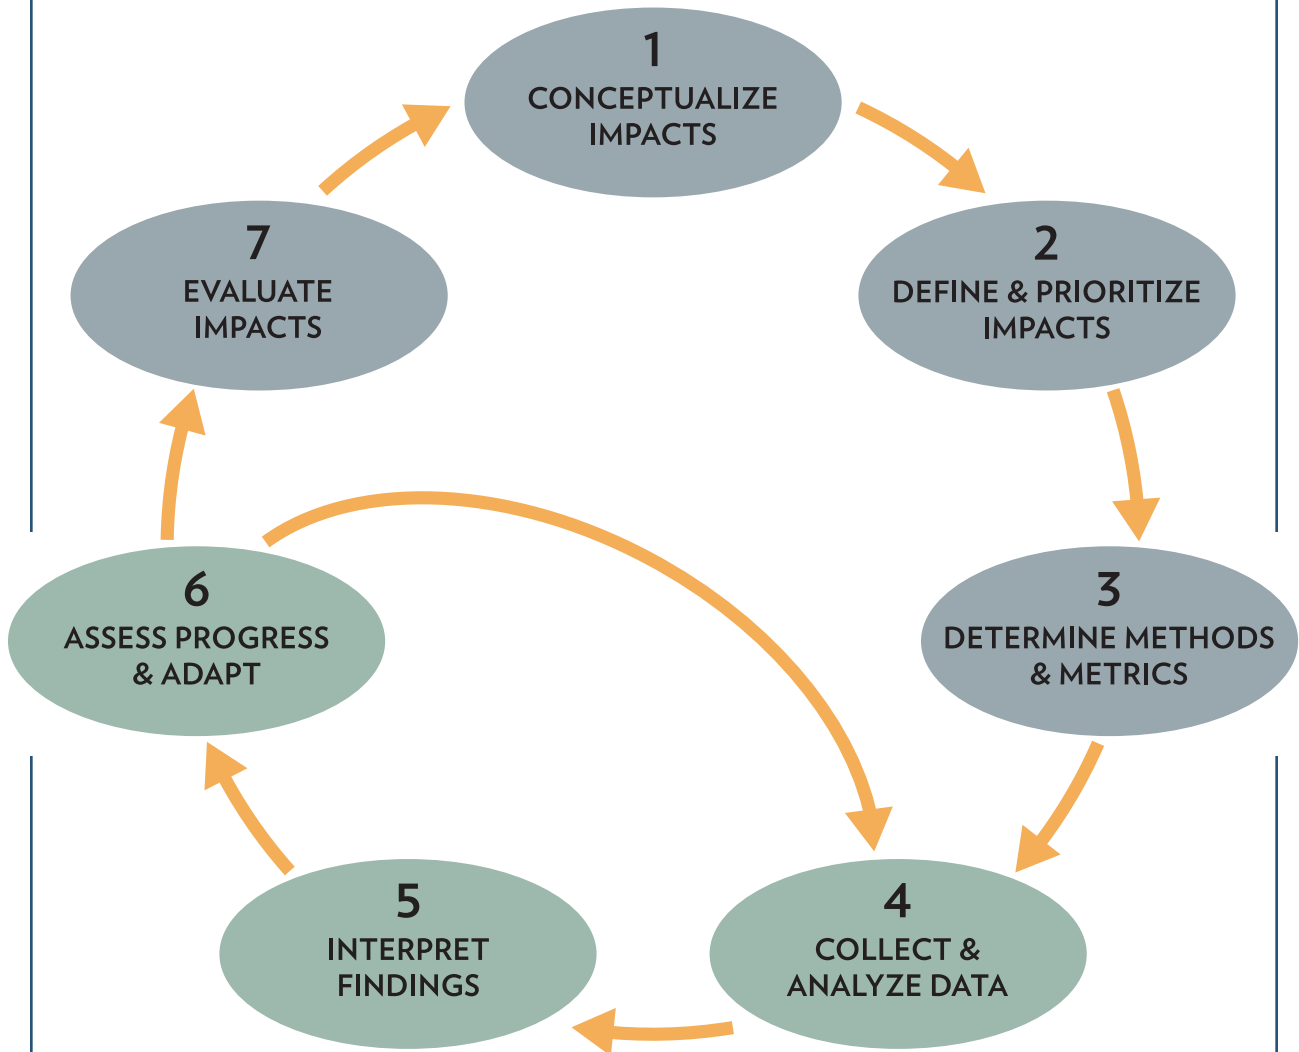 1
CONCEPTUALIZE
IMPACTS
2
DEFINE & PRIORITIZE
IMPACTS
3
DETERMINE METHODS
& METRICS
4
COLLECT &
ANALYZE DATA
5
INTERPRET
FINDINGS
6
ASSESS PROGRESS
& ADAPT
7
EVALUATE
IMPACTS